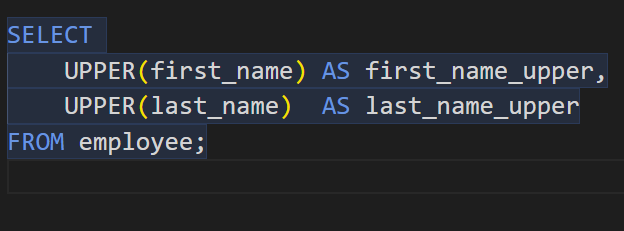 SELECT
    UPPER(first_name) AS first_name_upper,
    UPPER(last_name)  AS last_name_upper
FROM employee;